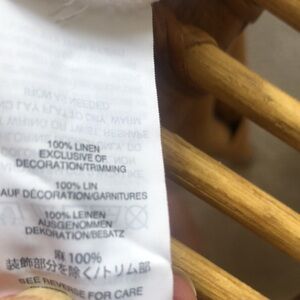 100% LINEN
EXCLUSIVE OF
DECORATION/TRIMMING
100% LIN
AUF DÉCORATION/GARNITURES
100% LEINEN
AUSGENOMMEN
DEKORATION/BESATZ
麻 100%
装飾部分を除く/トリム部
SEE REVERSE FOR CARE